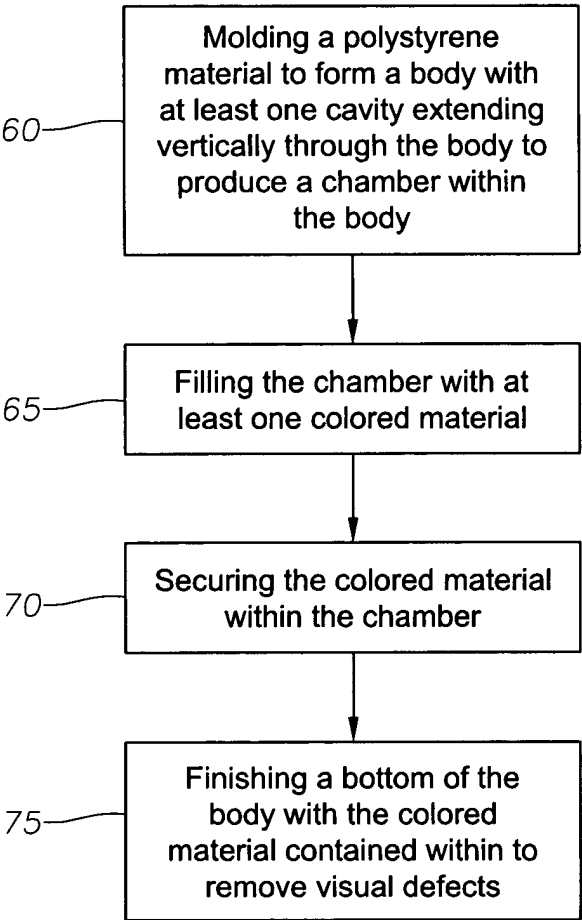 Molding a polystyrene
material to form a body with
60 at least one cavity extending
vertically through the body to
produce a chamber within
the body
Filling the chamber with at
65 least one colored material
Securing the colored material
70 within the chamber
Finishing a bottom of the
75 body with the colored
material contained within to
remove visual defects